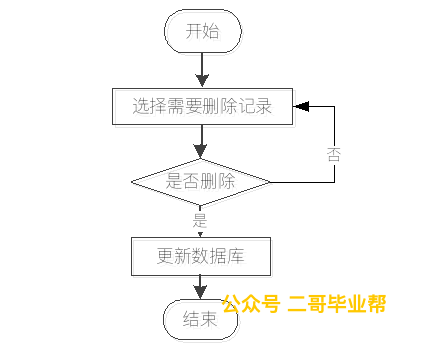 开始
选择需要删除记录
是否删除
否
是
更新数据库
公众号 二哥毕业帮
结束